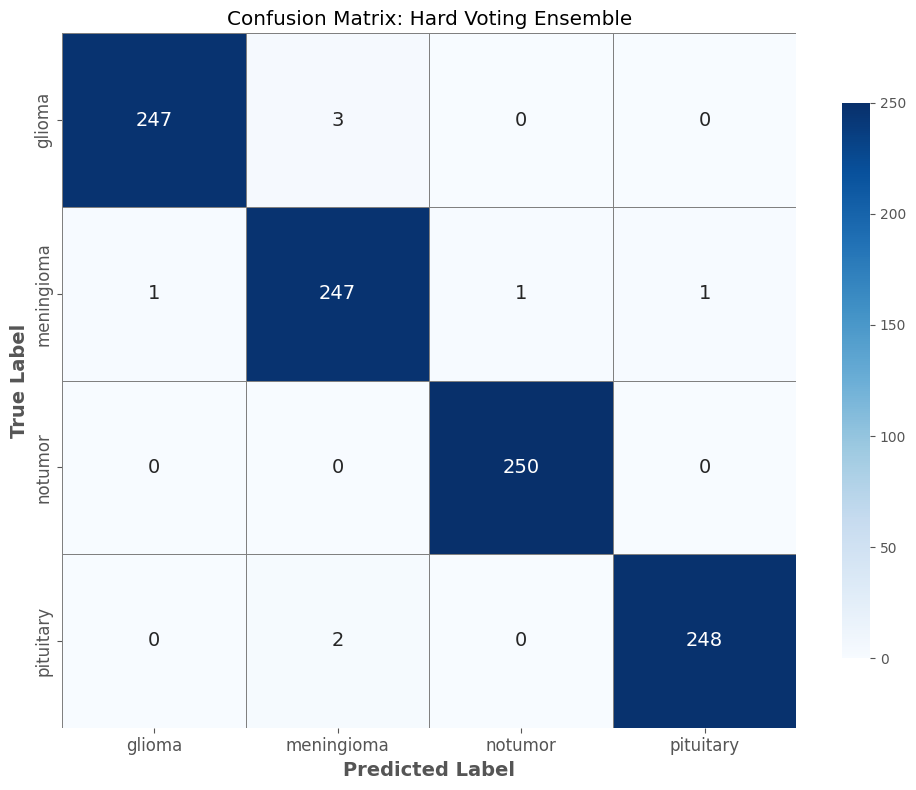 Confusion Matrix: Hard Voting Ensemble
True Label
glioma
247 3 0 0
meningioma
1 247 1 1
notumor
0 0 250 0
pituitary
0 2 0 248
glioma meningioma notumor pituitary
Predicted Label
250
200
150
100
50
0